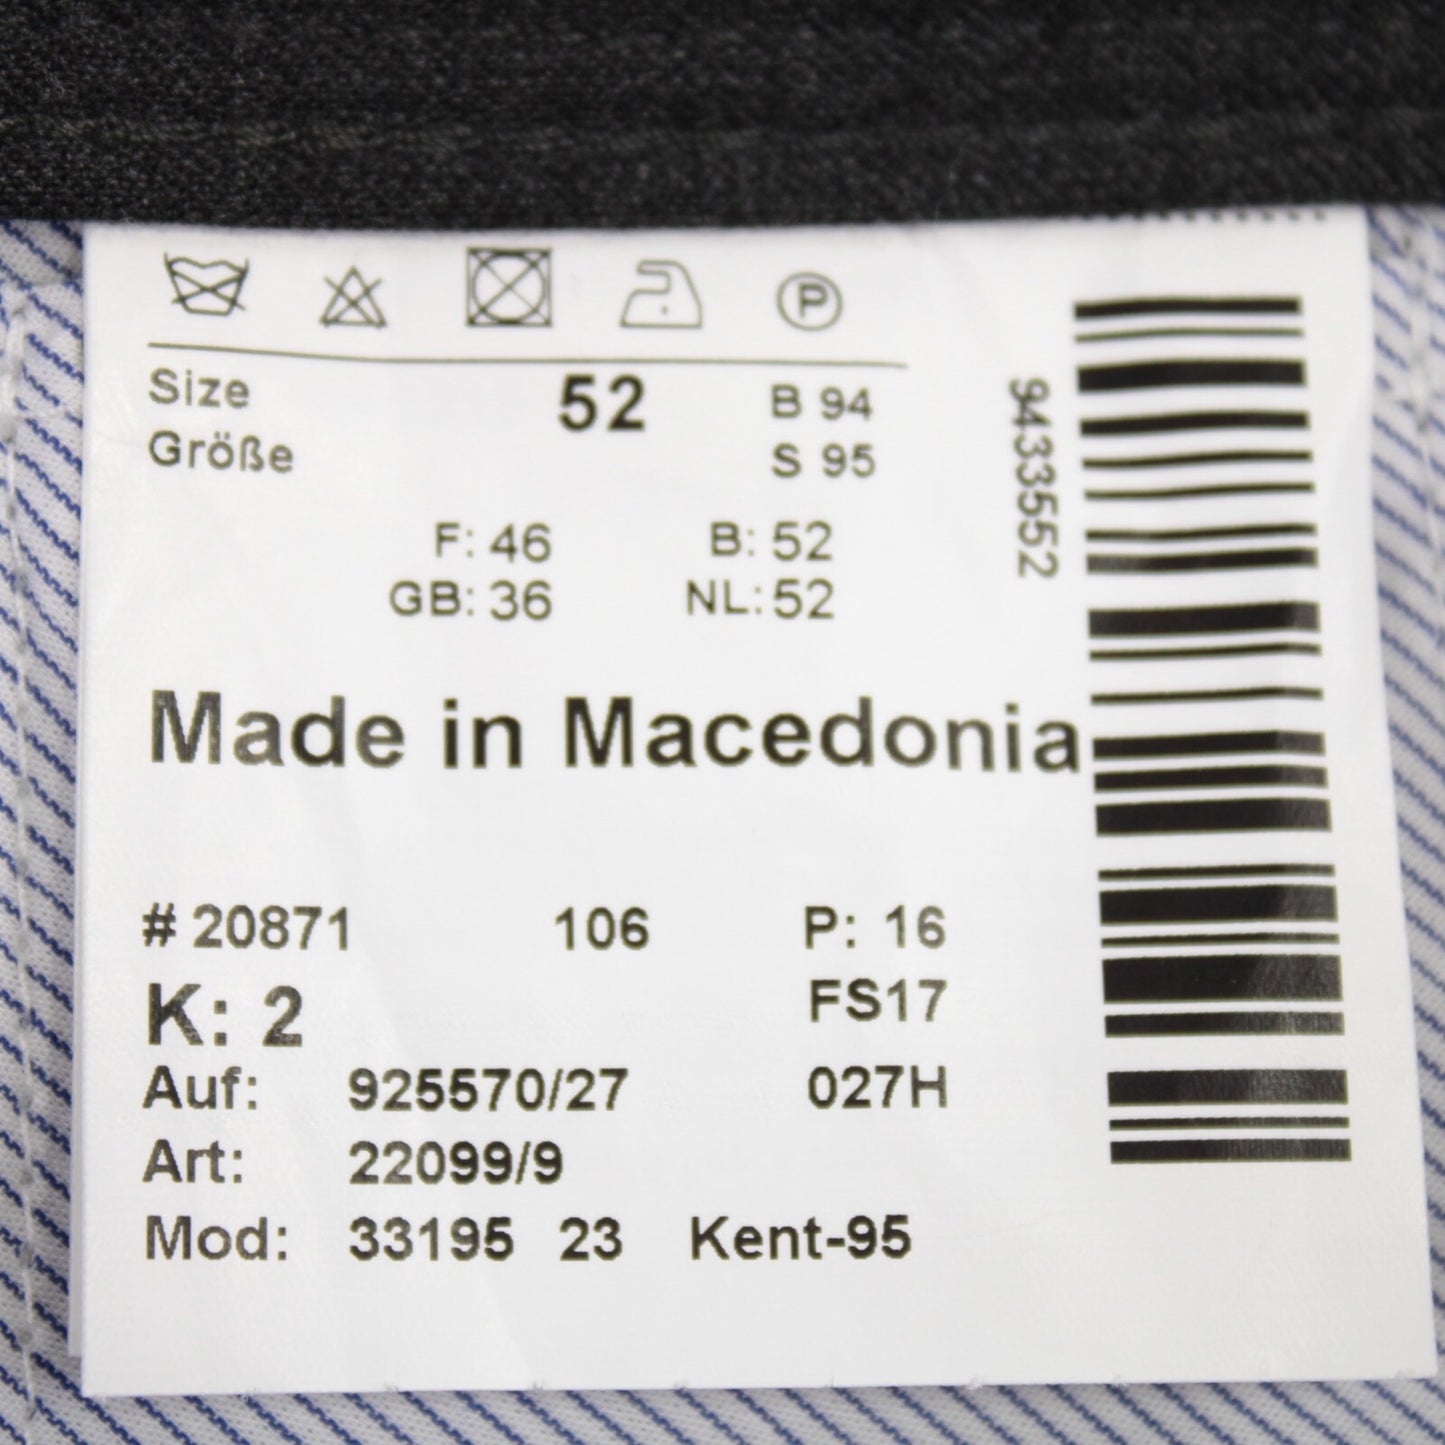 P
Size 52 B 94
Größe S 95
F: 46 B: 52
GB: 36 NL: 52
Made in Macedonia
# 20871 106 P: 16
K: 2 FS17
Auf: 925570/27 027H
Art: 22099/9
Mod: 33195 23 Kent-95
9433552